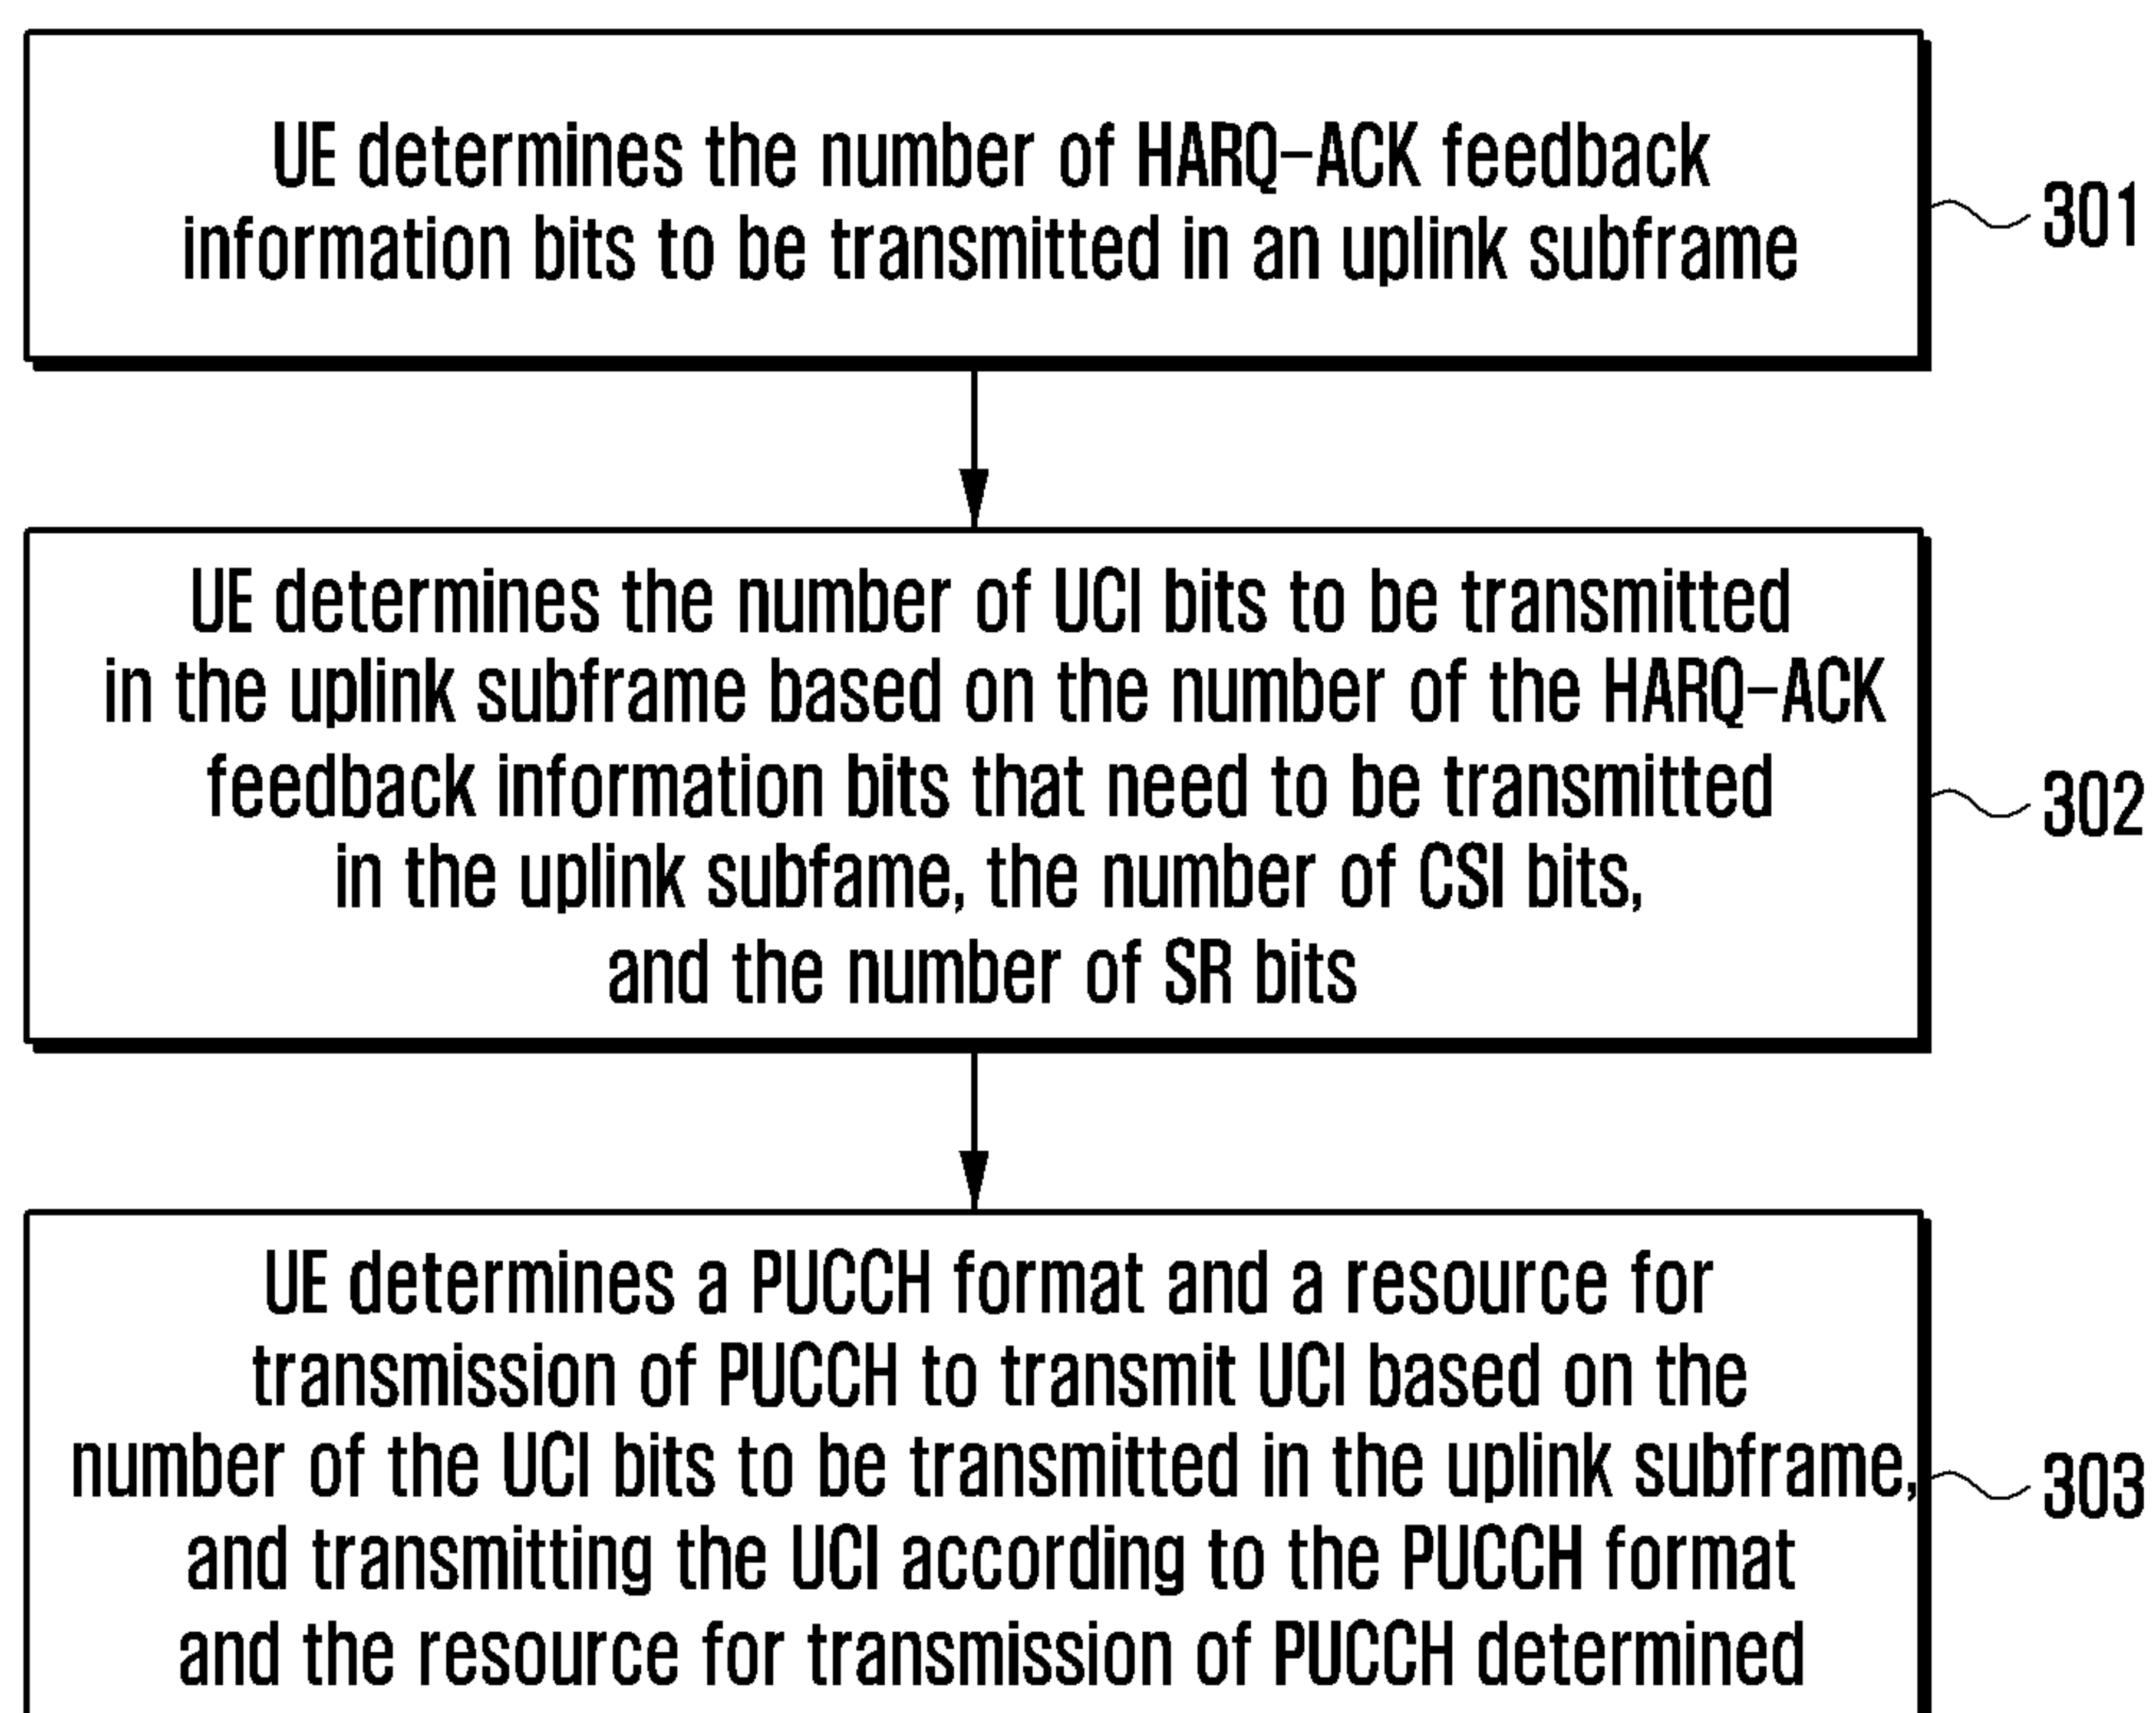 UE determines the number of HARQ-ACK feedback
information bits to be transmitted in an uplink subframe
301
UE determines the number of UCI bits to be transmitted
in the uplink subframe based on the number of the HARQ-ACK
feedback information bits that need to be transmitted
in the uplink subfame, the number of CSI bits,
and the number of SR bits
302
UE determines a PUCCH format and a resource for
transmission of PUCCH to transmit UCI based on the
number of the UCI bits to be transmitted in the uplink subframe,
and transmitting the UCI according to the PUCCH format
and the resource for transmission of PUCCH determined
303